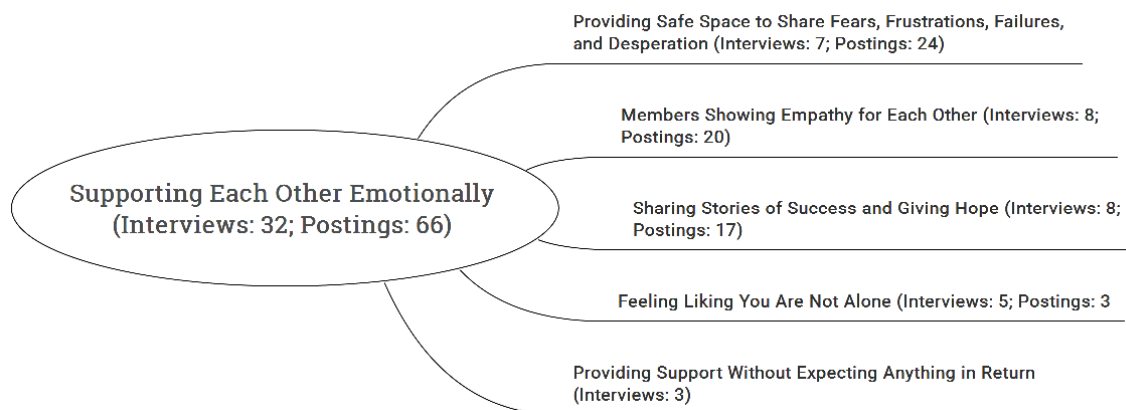 Providing Safe Space to Share Fears, Frustrations, Failures,
and Desperation (Interviews: 7; Postings: 24)
Members Showing Empathy for Each Other (Interviews: 8;
Postings: 20)
Supporting Each Other Emotionally
(Interviews: 32; Postings: 66)
Sharing Stories of Success and Giving Hope (Interviews: 8;
Postings: 17)
Feeling Liking You Are Not Alone (Interviews: 5; Postings: 3
Providing Support Without Expecting Anything in Return
(Interviews: 3)